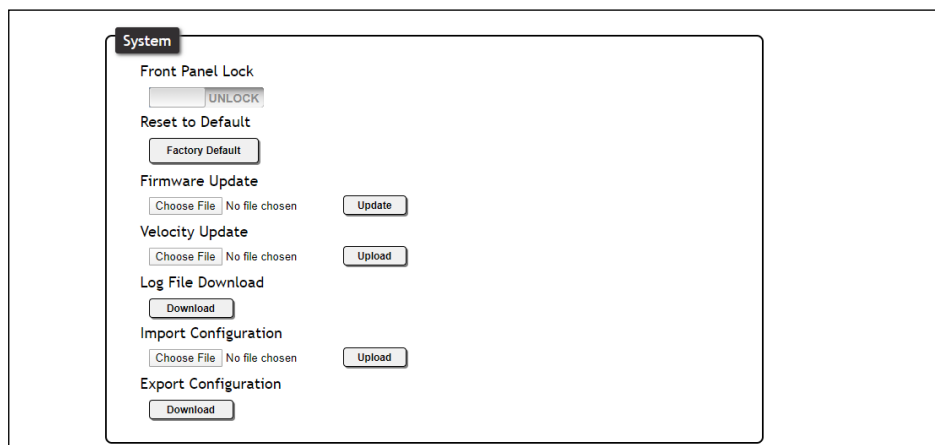 System
Front Panel Lock
UNLOCK
Reset to Default
Factory Default
Firmware Update
Choose File No file chosen Update
Velocity Update
Choose File No file chosen Upload
Log File Download
Download
Import Configuration
Choose File No file chosen Upload
Export Configuration
Download